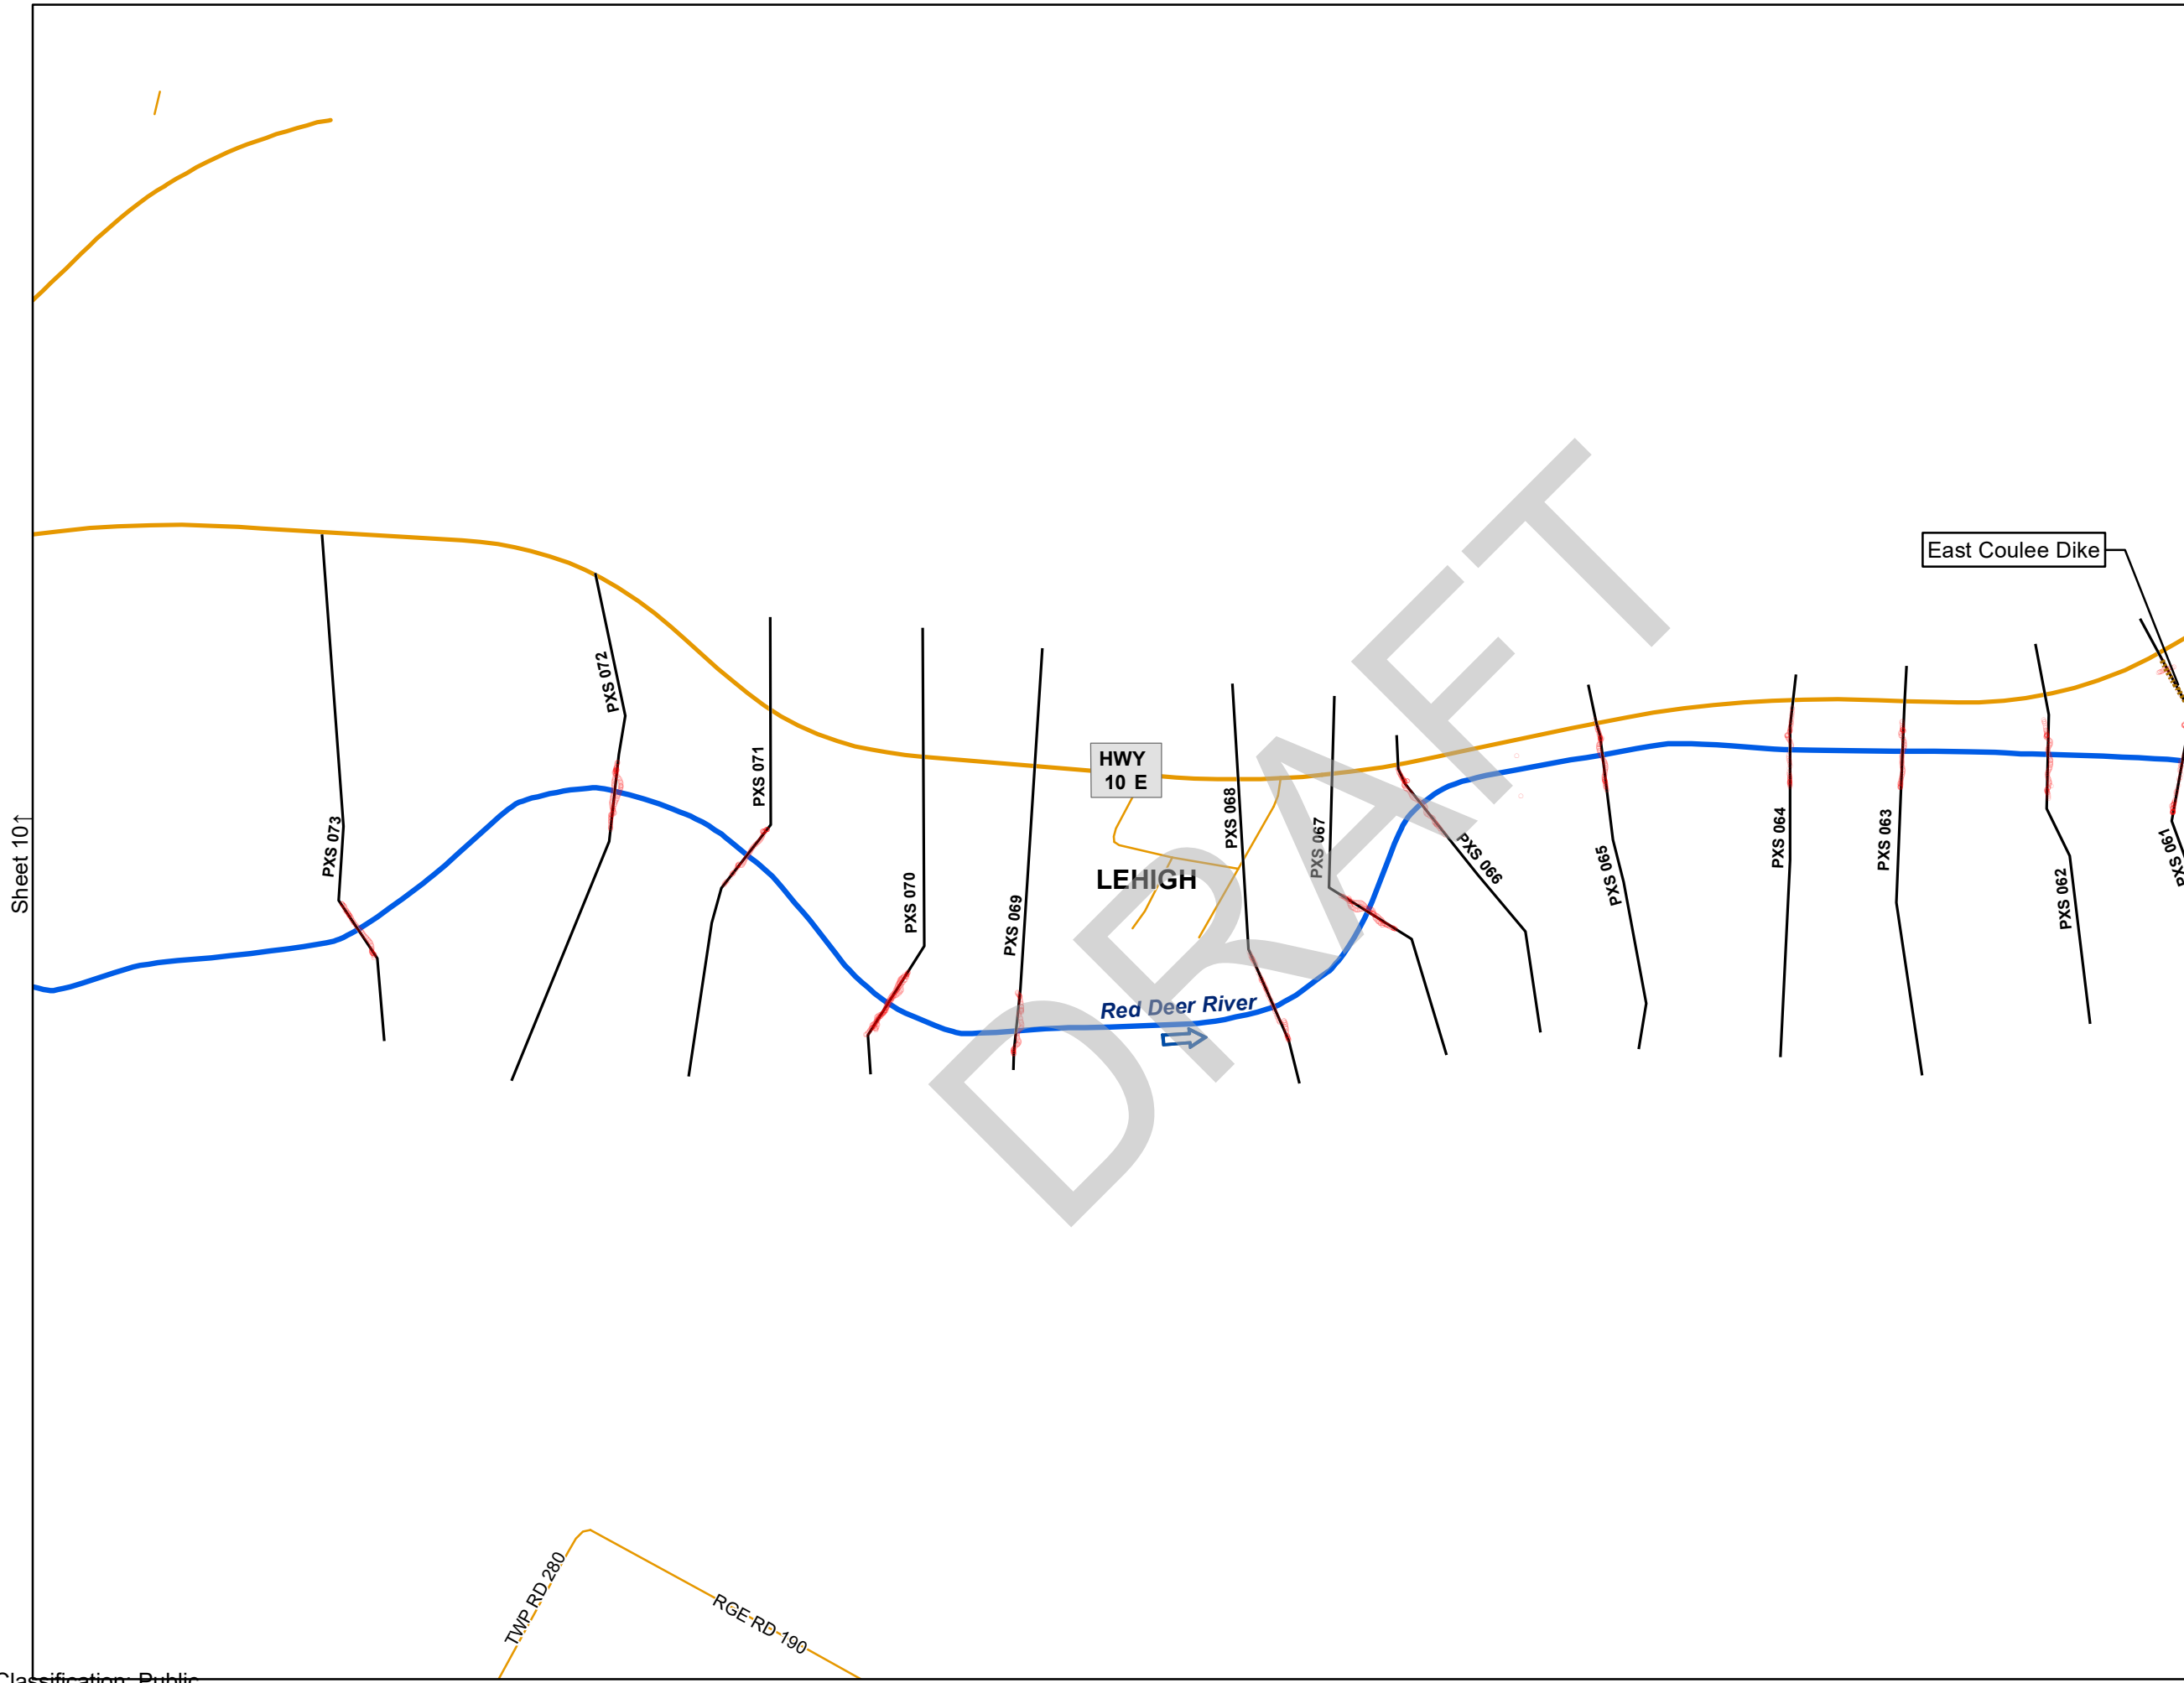 East Coulee Dike
PXS 072
PXS 071
HWY
10 E
PXS 068
PXS 073
PXS 067
PXS 066
PXS 065
PXS 064
PXS 063
PXS 062
PXS 061
Sheet 10↑
LEHIGH
PXS 070
PXS 069
Red Deer River
DRAFT
TWP RD 280
RGE RD 190
Classification: Public